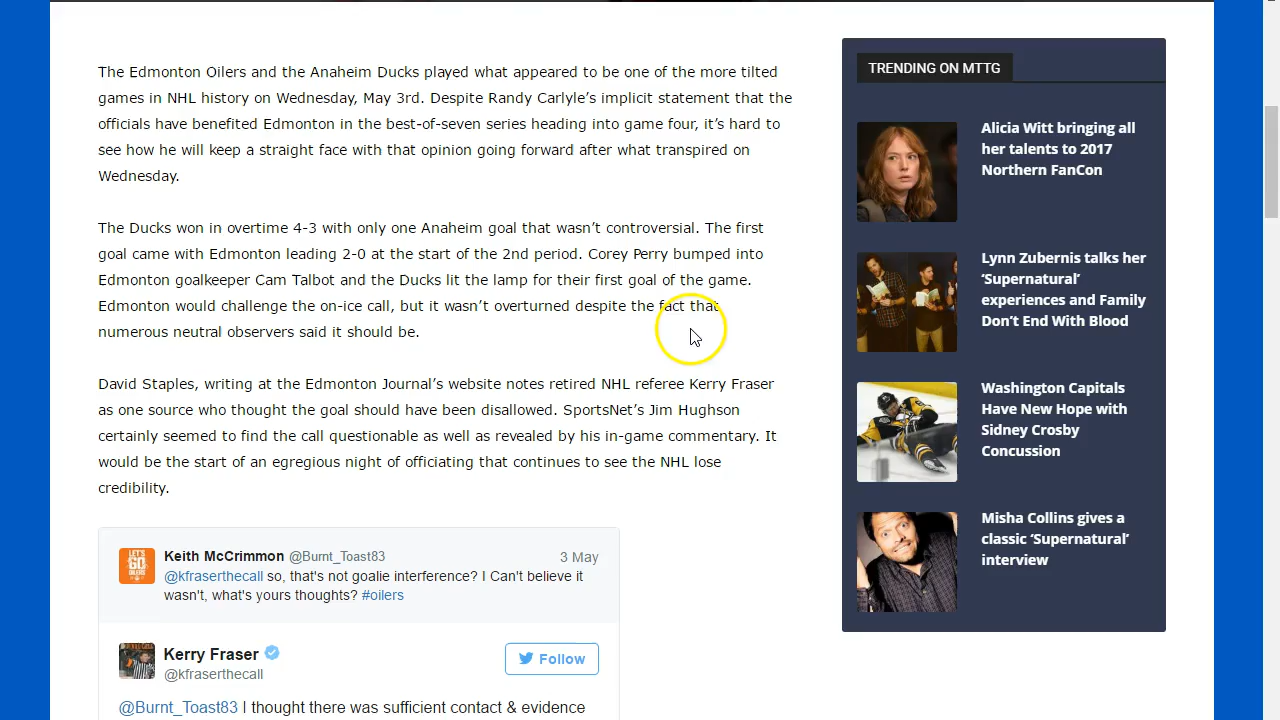 The Edmonton Oilers and the Anaheim Ducks played what appeared to be one of the more tilted
games in NHL history on Wednesday, May 3rd. Despite Randy Carlyle’s implicit statement that the
officials have benefited Edmonton in the best-of-seven series heading into game four, it’s hard to
see how he will keep a straight face with that opinion going forward after what transpired on
Wednesday.
The Ducks won in overtime 4-3 with only one Anaheim goal that wasn’t controversial. The first
goal came with Edmonton leading 2-0 at the start of the 2nd period. Corey Perry bumped into
Edmonton goalkeeper Cam Talbot and the Ducks lit the lamp for their first goal of the game.
Edmonton would challenge the on-ice call, but it wasn’t overturned despite the fact that
numerous neutral observers said it should be.
David Staples, writing at the Edmonton Journal’s website notes retired NHL referee Kerry Fraser
as one source who thought the goal should have been disallowed. SportsNet’s Jim Hughson
certainly seemed to find the call questionable as well as revealed by his in-game commentary. It
would be the start of an egregious night of officiating that continues to see the NHL lose
credibility.
LET'S GO OILERS
Keith McCrimmon @Burnt_Toast83 3 May
@kfraserthecall so, that's not goalie interference? I Can't believe it
wasn't, what's yours thoughts? #oilers
Kerry Fraser
@kfraserthecall
Follow
@Burnt_Toast83 I thought there was sufficient contact & evidence
TRENDING ON MTTG
Alicia Witt bringing all
her talents to 2017
Northern FanCon
Lynn Zubernis talks her
‘Supernatural’
experiences and Family
Don’t End With Blood
Washington Capitals
Have New Hope with
Sidney Crosby
Concussion
Misha Collins gives a
classic ‘Supernatural’
interview